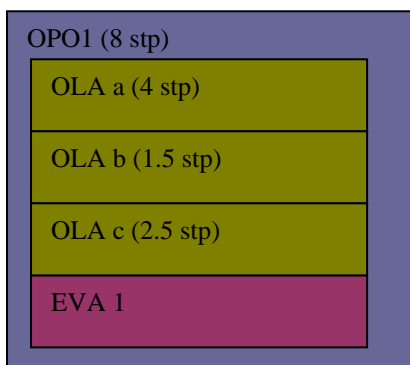 OPO1 (8 stp)
OLA a (4 stp)
OLA b (1.5 stp)
OLA c (2.5 stp)
EVA 1